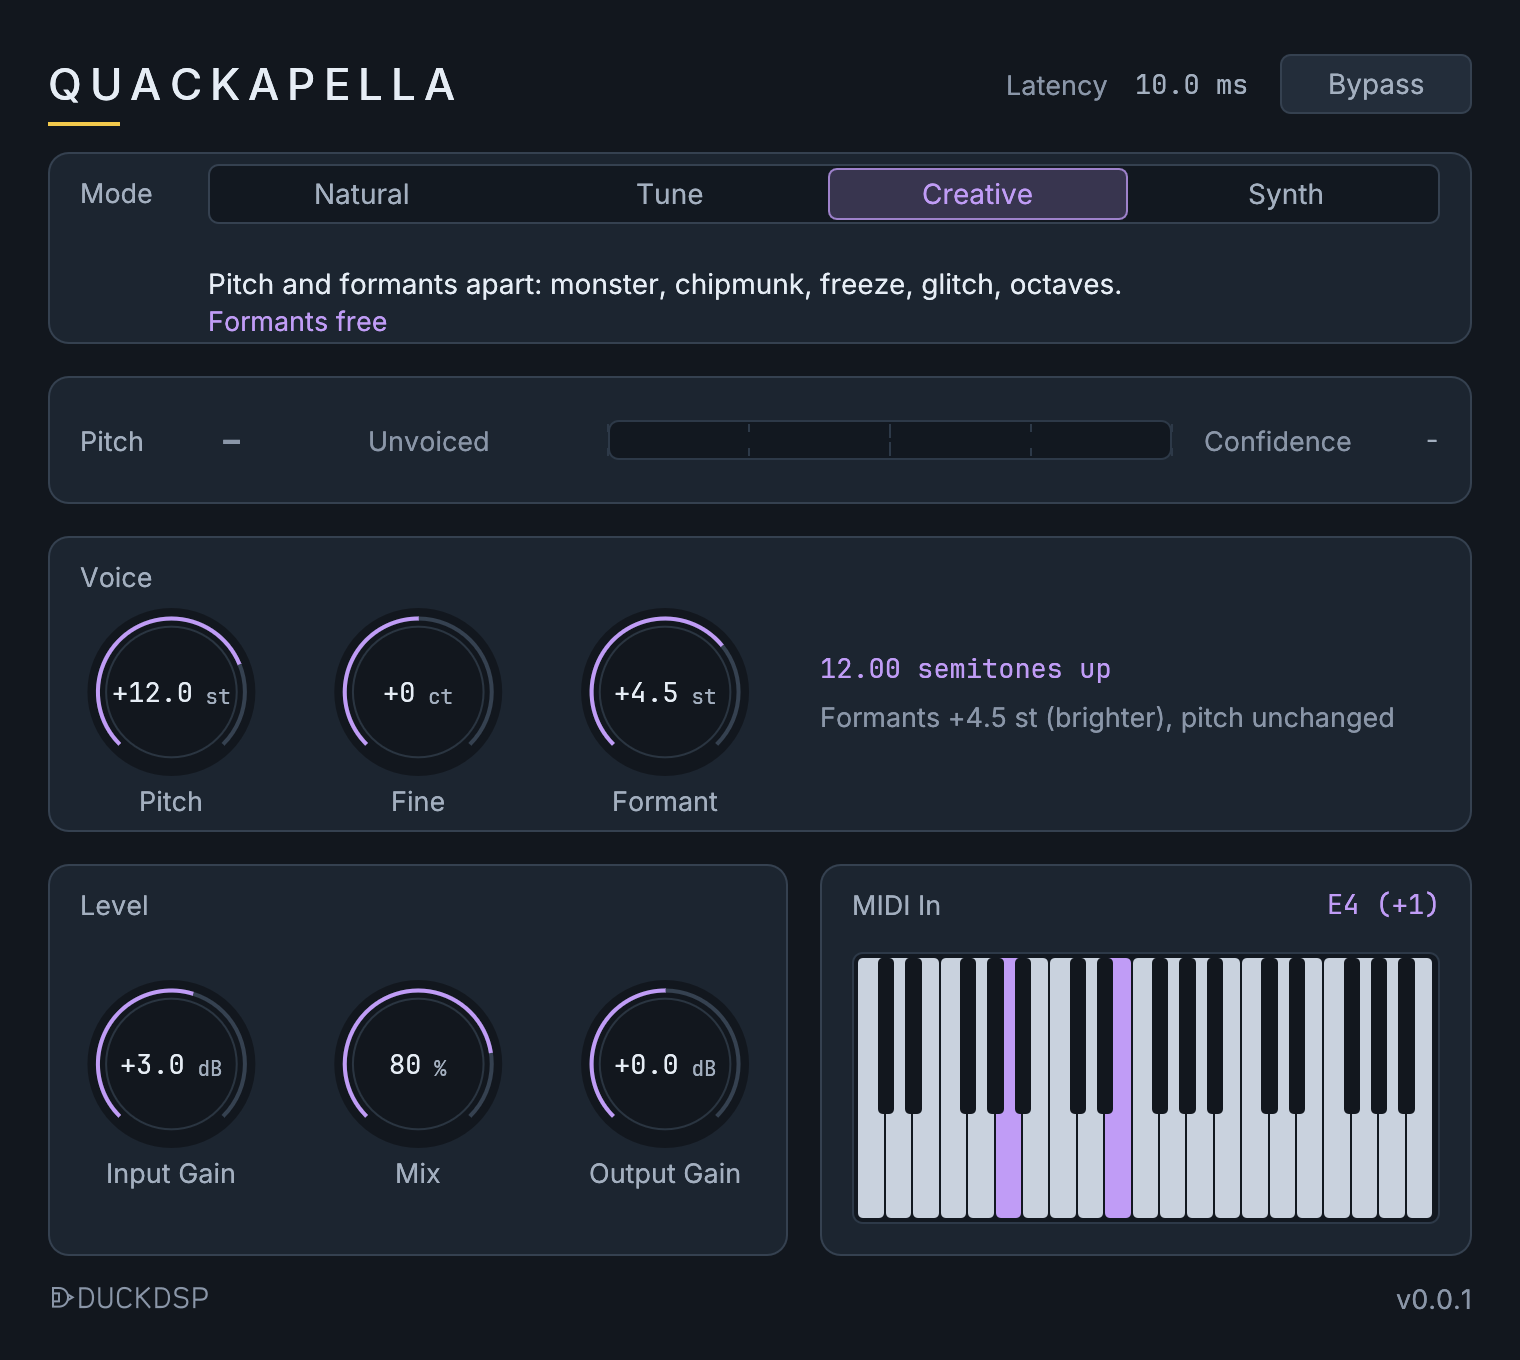 QUACKAPELLA
Latency 10.0 ms Bypass
Mode Natural Tune Creative Synth
Pitch and formants apart: monster, chipmunk, freeze, glitch, octaves.
Formants free
Pitch – Unvoiced Confidence -
Voice
+12.0 st +0 ct +4.5 st
Pitch Fine Formant
12.00 semitones up
Formants +4.5 st (brighter), pitch unchanged
Level
+3.0 dB 80 % +0.0 dB
Input Gain Mix Output Gain
MIDI In E4 (+1)
DUCKDSP
v0.0.1